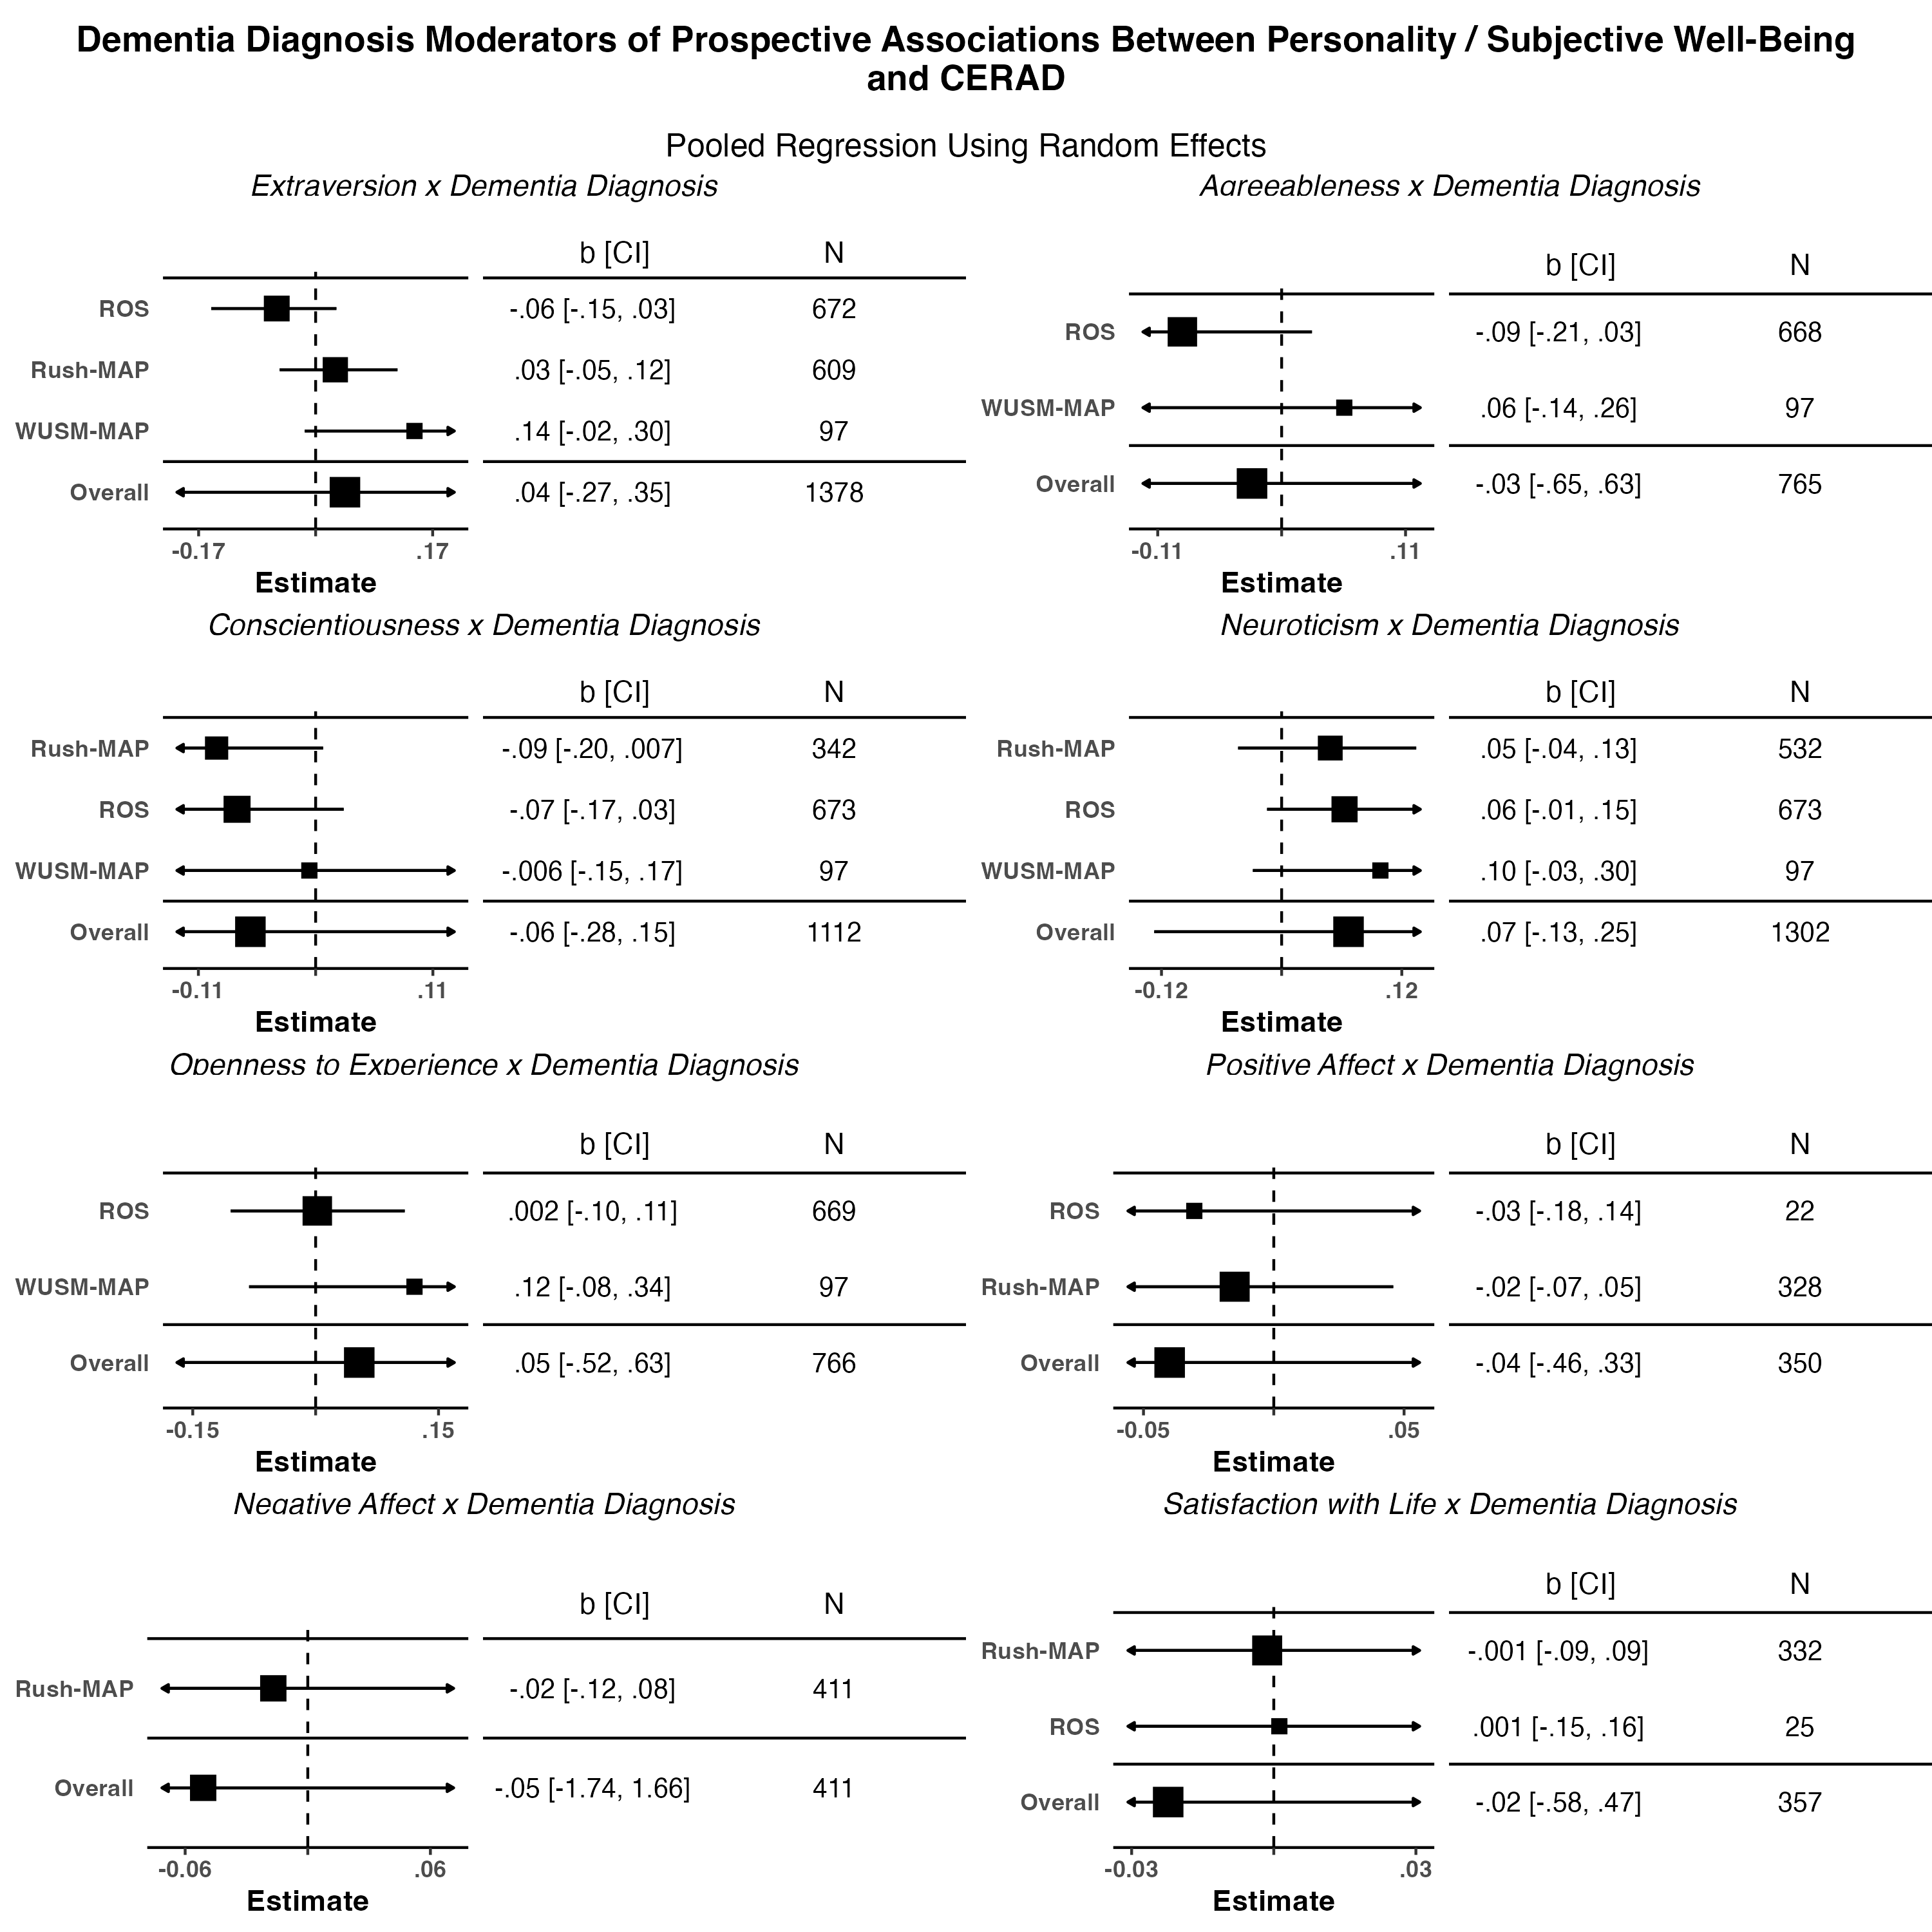 Dementia Diagnosis Moderators of Prospective Associations Between Personality / Subjective Well-Being
and CERAD
Pooled Regression Using Random Effects
Extraversion x Dementia Diagnosis
b [CI] N
ROS -.06 [-.15, .03] 672
Rush-MAP .03 [-.05, .12] 609
WUSM-MAP .14 [-.02, .30] 97
Overall .04 [-.27, .35] 1378
-0.17 .17
Estimate
Agreeableness x Dementia Diagnosis
b [CI] N
ROS -.09 [-.21, .03] 668
WUSM-MAP .06 [-.14, .26] 97
Overall -.03 [-.65, .63] 765
-0.11 .11
Estimate
Conscientiousness x Dementia Diagnosis
b [CI] N
Rush-MAP -.09 [-.20, .007] 342
ROS -.07 [-.17, .03] 673
WUSM-MAP -.006 [-.15, .17] 97
Overall -.06 [-.28, .15] 1112
-0.11 .11
Estimate
Neuroticism x Dementia Diagnosis
b [CI] N
Rush-MAP .05 [-.04, .13] 532
ROS .06 [-.01, .15] 673
WUSM-MAP .10 [-.03, .30] 97
Overall .07 [-.13, .25] 1302
-0.12 .12
Estimate
Openness to Experience x Dementia Diagnosis
b [CI] N
ROS .002 [-.10, .11] 669
WUSM-MAP .12 [-.08, .34] 97
Overall .05 [-.52, .63] 766
-0.15 .15
Estimate
Positive Affect x Dementia Diagnosis
b [CI] N
ROS -.03 [-.18, .14] 22
Rush-MAP -.02 [-.07, .05] 328
Overall -.04 [-.46, .33] 350
-0.05 .05
Estimate
Negative Affect x Dementia Diagnosis
b [CI] N
Rush-MAP -.02 [-.12, .08] 411
Overall -.05 [-1.74, 1.66] 411
-0.06 .06
Estimate
Satisfaction with Life x Dementia Diagnosis
b [CI] N
Rush-MAP -.001 [-.09, .09] 332
ROS .001 [-.15, .16] 25
Overall -.02 [-.58, .47] 357
-0.03 .03
Estimate